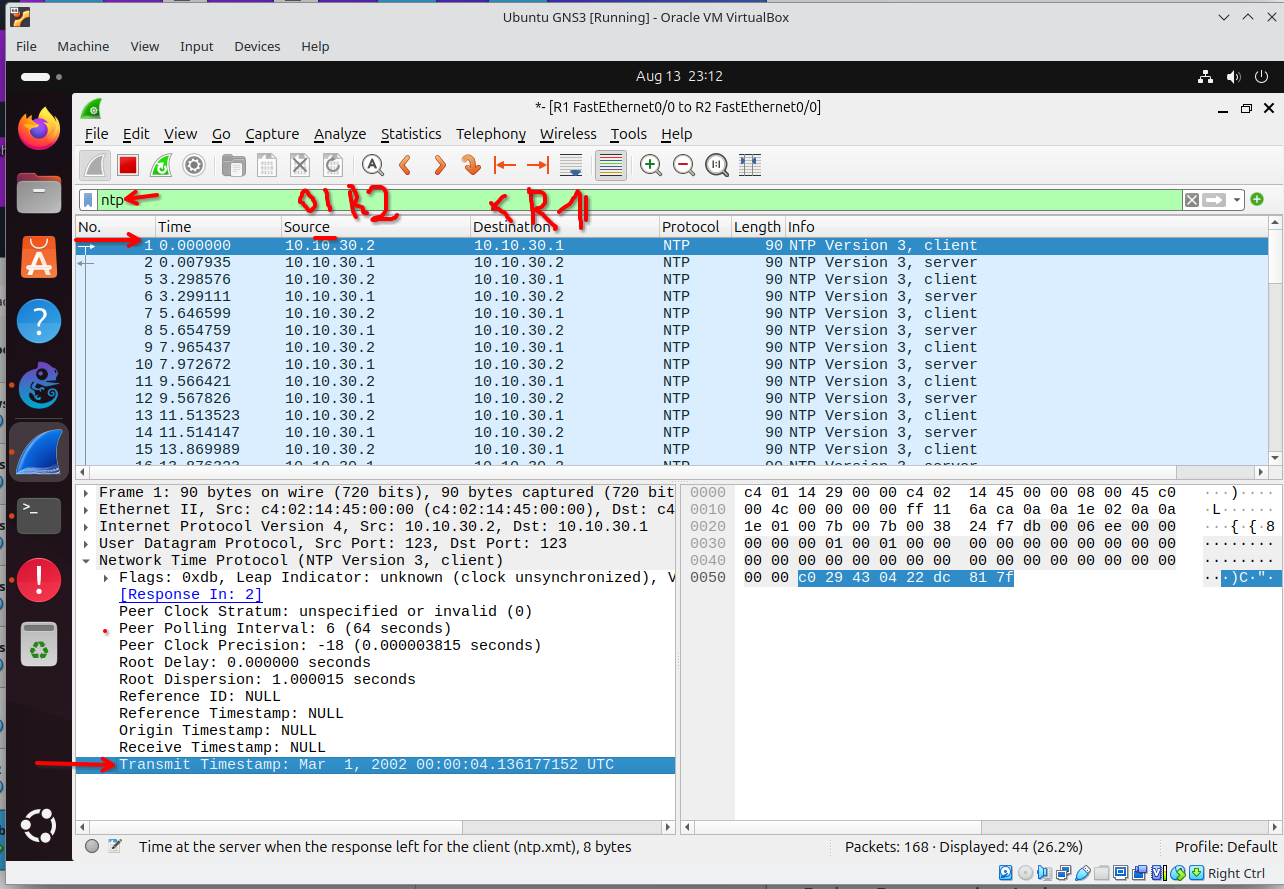 Ubuntu GNS3 [Running] - Oracle VM VirtualBox
File Machine View Input Devices Help
Aug 13 23:12
*- [R1 FastEthernet0/0 to R2 FastEthernet0/0]
File Edit View Go Capture Analyze Statistics Telephony Wireless Tools Help
ntp
R2 R1
No. Time Source Destination Protocol Length Info
1 0.000000 10.10.30.2 10.10.30.1 NTP 90 NTP Version 3, client
2 0.007935 10.10.30.1 10.10.30.2 NTP 90 NTP Version 3, server
5 3.298576 10.10.30.2 10.10.30.1 NTP 90 NTP Version 3, client
6 3.299111 10.10.30.1 10.10.30.2 NTP 90 NTP Version 3, server
7 5.646599 10.10.30.2 10.10.30.1 NTP 90 NTP Version 3, client
8 5.654759 10.10.30.1 10.10.30.2 NTP 90 NTP Version 3, server
9 7.965437 10.10.30.2 10.10.30.1 NTP 90 NTP Version 3, client
10 7.972672 10.10.30.1 10.10.30.2 NTP 90 NTP Version 3, server
11 9.566421 10.10.30.2 10.10.30.1 NTP 90 NTP Version 3, client
12 9.567826 10.10.30.1 10.10.30.2 NTP 90 NTP Version 3, server
13 11.513523 10.10.30.2 10.10.30.1 NTP 90 NTP Version 3, client
14 11.514147 10.10.30.1 10.10.30.2 NTP 90 NTP Version 3, server
15 13.869989 10.10.30.2 10.10.30.1 NTP 90 NTP Version 3, client
Frame 1: 90 bytes on wire (720 bits), 90 bytes captured (720 bit
Ethernet II, Src: c4:02:14:45:00:00 (c4:02:14:45:00:00), Dst: c4
Internet Protocol Version 4, Src: 10.10.30.2, Dst: 10.10.30.1
User Datagram Protocol, Src Port: 123, Dst Port: 123
Network Time Protocol (NTP Version 3, client)
Flags: 0xdb, Leap Indicator: unknown (clock unsynchronized), V
[Response In: 2]
Peer Clock Stratum: unspecified or invalid (0)
Peer Polling Interval: 6 (64 seconds)
Peer Clock Precision: -18 (0.000003815 seconds)
Root Delay: 0.000000 seconds
Root Dispersion: 1.000015 seconds
Reference ID: NULL
Reference Timestamp: NULL
Origin Timestamp: NULL
Receive Timestamp: NULL
Transmit Timestamp: Mar  1, 2002 00:00:04.136177152 UTC
0000 c4 01 14 29 00 00 c4 02 14 45 00 00 08 00 45 c0 ···)····
0010 00 4c 00 00 00 00 ff 11 6a ca 0a 0a 1e 02 0a 0a ·L······
0020 1e 01 00 7b 00 7b 00 38 24 f7 db 00 06 ee 00 00 ···{·{·8
0030 00 00 00 01 00 01 00 00 00 00 00 00 00 00 00 00 ········
0040 00 00 00 00 00 00 00 00 00 00 00 00 00 00 00 00 ········
0050 00 00 c0 29 43 04 22 dc 81 7f ···)C·"·
Time at the server when the response left for the client (ntp.xmt), 8 bytes
Packets: 168 · Displayed: 44 (26.2%)
Profile: Default
Right Ctrl